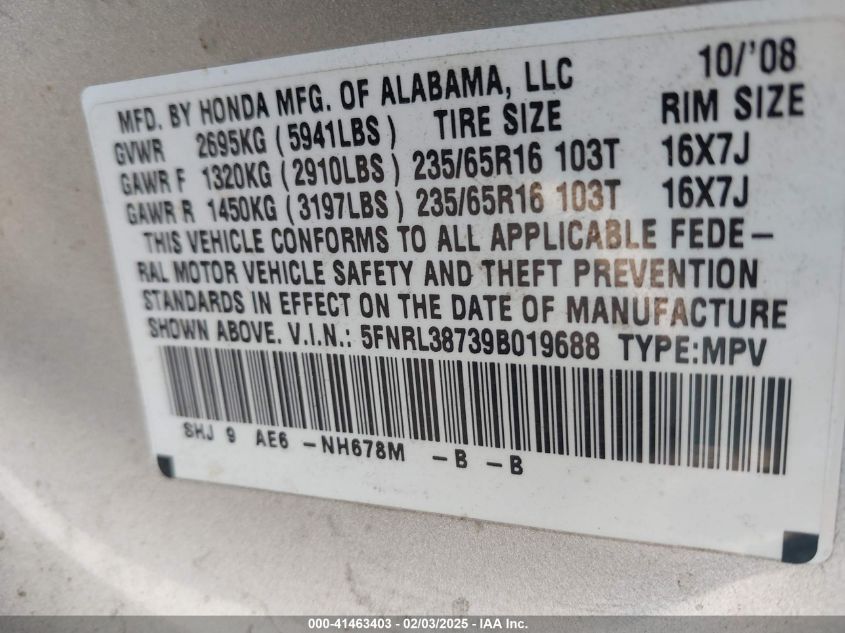 MFD. BY HONDA MFG. OF ALABAMA, LLC 10/'08
GVWR 2695KG (5941LBS) TIRE SIZE RIM SIZE
GAWR F 1320KG (2910LBS) 235/65R16 103T 16X7J
GAWR R 1450KG (3197LBS) 235/65R16 103T 16X7J
THIS VEHICLE CONFORMS TO ALL APPLICABLE FEDE-
RAL MOTOR VEHICLE SAFETY AND THEFT PREVENTION
STANDARDS IN EFFECT ON THE DATE OF MANUFACTURE
SHOWN ABOVE. V.I.N.: 5FNRL38739B019688 TYPE:MPV
SHJ 9 AE6 -NH678M -B -B
000-41463403 - 02/03/2025 - IAAI.com